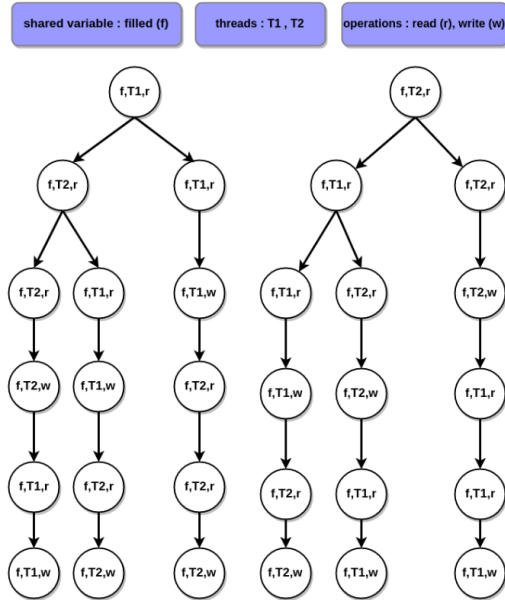 shared variable : filled (f)
threads : T1 , T2
operations : read (r), write (w)
f,T1,r
f,T2,r
f,T2,r
f,T1,r
f,T1,r
f,T2,r
f,T2,r
f,T1,r
f,T1,w
f,T1,r
f,T2,r
f,T2,w
f,T2,w
f,T1,w
f,T2,r
f,T1,w
f,T2,w
f,T1,r
f,T1,r
f,T2,r
f,T2,r
f,T2,r
f,T1,r
f,T1,r
f,T1,w
f,T2,w
f,T2,w
f,T2,w
f,T1,w
f,T1,w